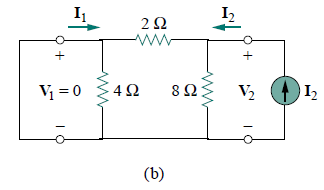 I₁ 2 Ω I₂
+ +
V₁ = 0 4 Ω 8 Ω V₂ I₂
– –
(b)